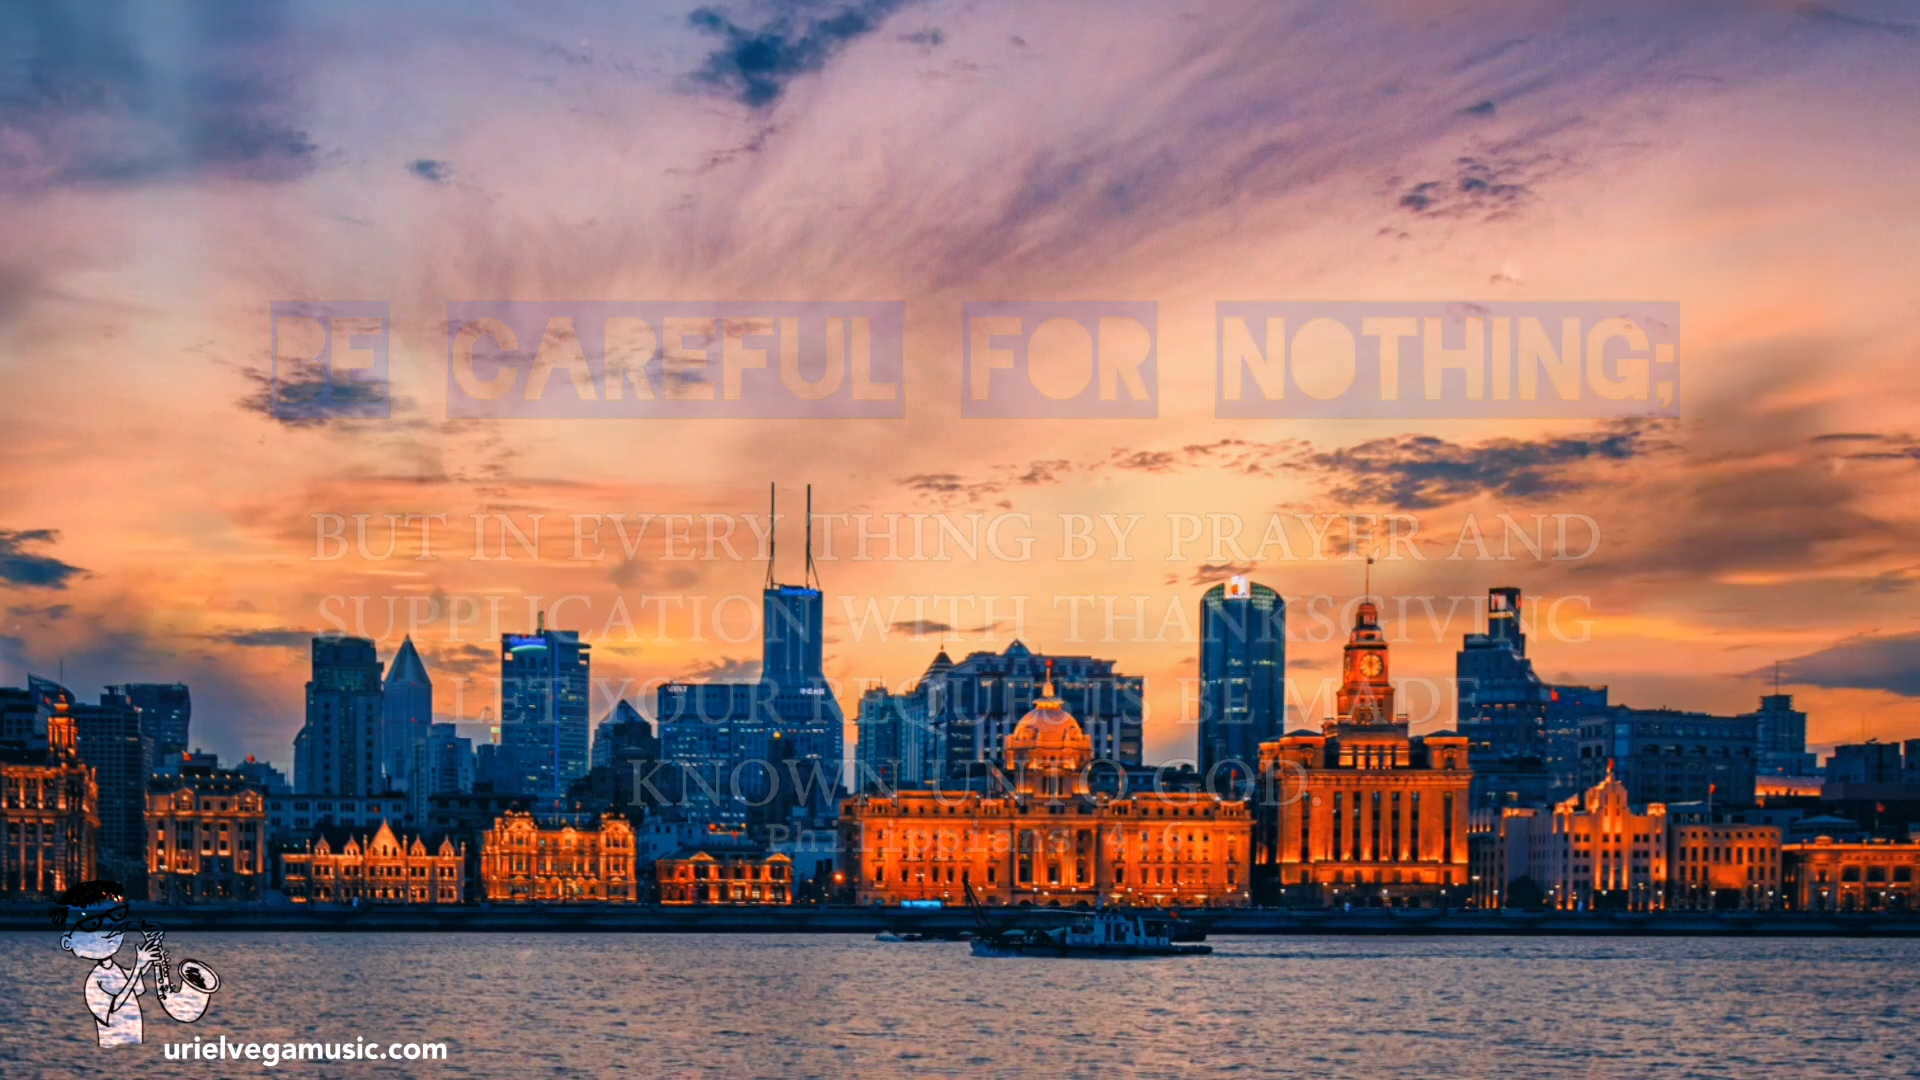 BE CAREFUL FOR NOTHING;
BUT IN EVERY THING BY PRAYER AND
SUPPLICATION WITH THANKSGIVING
LET YOUR REQUESTS BE MADE
KNOWN UNTO GOD.
Philippians 4:6
urielvegamusic.com